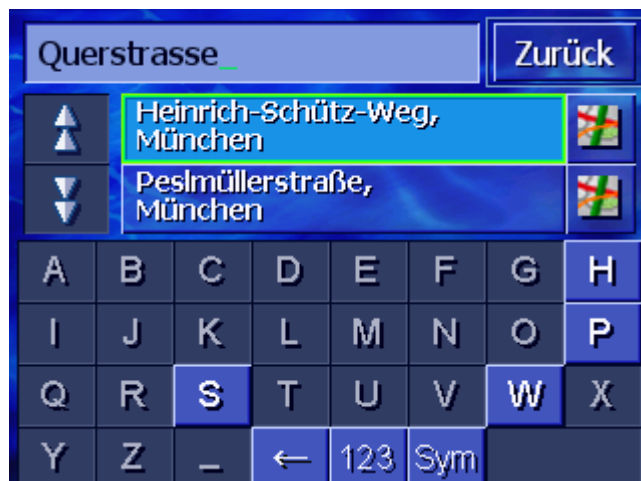 Querstrasse_ Zurück
Heinrich-Schütz-Weg,
München
Peslmüllerstraße,
München
A B C D E F G H
I J K L M N O P
Q R S T U V W X
Y Z _ ← 123 Sym